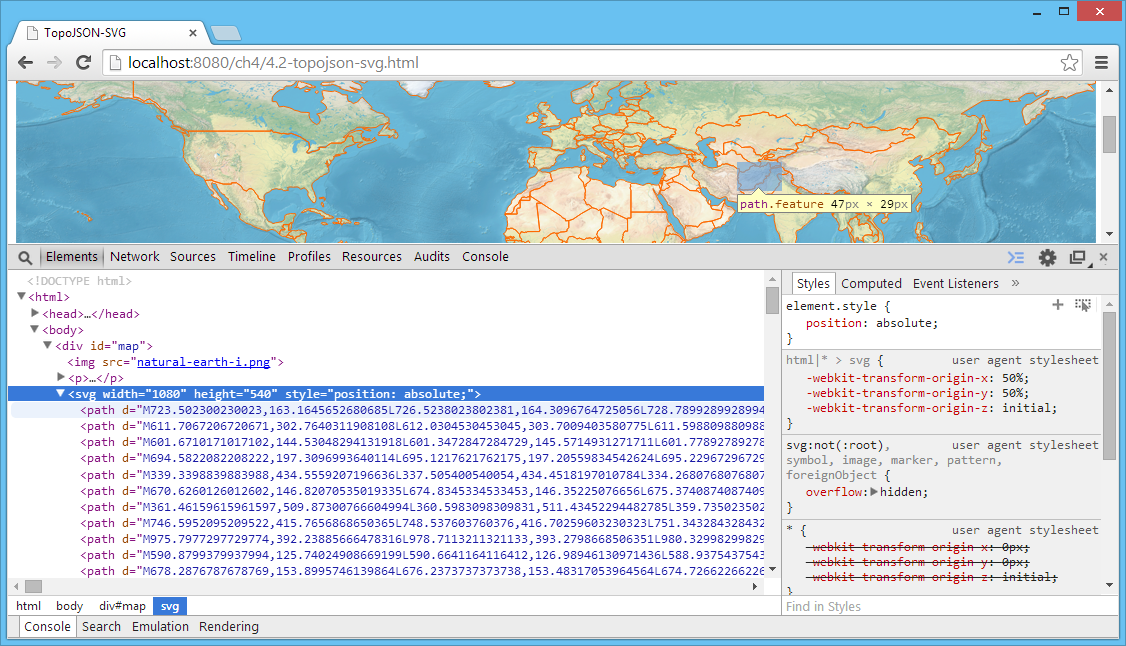 TopoJSON-SVG
localhost:8080/ch4/4.2-topojson-svg.html
path.feature 47px × 29px
Elements Network Sources Timeline Profiles Resources Audits Console
<!DOCTYPE html>
<html>
<head>…</head>
<body>
<div id="map">
<img src="natural-earth-i.png">
<p>…</p>
<svg width="1080" height="540" style="position: absolute;">
<path d="M723.502300230023,163.1645652680685L726.5238023802381,164.3096764725056L728.7899289928994
<path d="M611.7067206720671,302.7640311908108L612.0304530453045,303.7009403580775L611.5988098809888
<path d="M601.6710171017102,144.53048294131918L601.3472847284729,145.5714931271711L601.77892789278
<path d="M694.5822082208222,197.3096993640114L695.1217621762175,197.20559834542624L695.2296729672 9
<path d="M339.3398839883988,434.5559207196636L337.505400540054,434.4518197010784L334.2680768076807
<path d="M670.6260126012602,146.82070535019335L674.8345334533453,146.35225076656L675.3740874087409
<path d="M361.46159615961597,509.87300766604994L360.5983098309831,511.43452294482785L359.735023502
<path d="M746.5952095209522,415.7656868650365L748.537603760376,416.70259603230323L751.343284328432
<path d="M975.7977297729774,392.23885666478316L978.7113211321133,393.2798668506351L980.32998299829
<path d="M590.8799379937994,125.74024908669199L590.6641164116412,126.98946130971436L588.9375437543
<path d="M678.2876787678769,153.8995746139864L676.2373737373738,153.48317053964564L674.72662266226
html body div#map svg
Styles Computed Event Listeners »
element.style {
position: absolute;
}
html|* > svg { user agent stylesheet
-webkit-transform-origin-x: 50%;
-webkit-transform-origin-y: 50%;
-webkit-transform-origin-z: initial;
}
svg:not(:root), user agent stylesheet
symbol, image, marker, pattern,
foreignObject {
overflow: hidden;
}
* { user agent stylesheet
-webkit-transform-origin-x: 0px;
-webkit-transform-origin-y: 0px;
-webkit-transform-origin-z: initial;
}
Find in Styles
Console Search Emulation Rendering